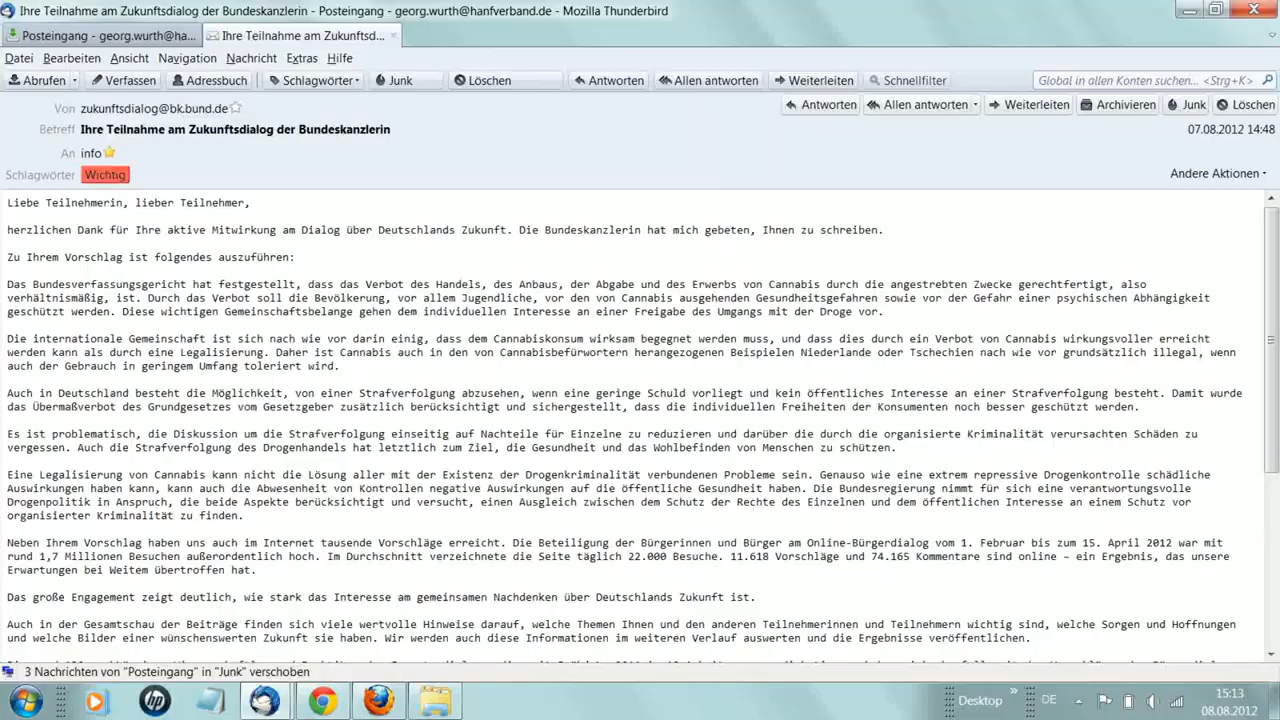 Ihre Teilnahme am Zukunftsdialog der Bundeskanzlerin - Posteingang - georg.wurth@hanfverband.de - Mozilla Thunderbird
Posteingang - georg.wurth@ha...
Ihre Teilnahme am Zukunftsd...
Datei Bearbeiten Ansicht Navigation Nachricht Extras Hilfe
Abrufen Verfassen Adressbuch Schlagwörter Junk Löschen Antworten Allen antworten Weiterleiten Schnellfilter Global in allen Konten suchen... <Strg+K>
Von zukunftsdialog@bk.bund.de Antworten Allen antworten Weiterleiten Archivieren Junk Löschen
Betreff Ihre Teilnahme am Zukunftsdialog der Bundeskanzlerin 07.08.2012 14:48
An info
Schlagwörter Wichtig Andere Aktionen
Liebe Teilnehmerin, lieber Teilnehmer,
herzlichen Dank für Ihre aktive Mitwirkung am Dialog über Deutschlands Zukunft. Die Bundeskanzlerin hat mich gebeten, Ihnen zu schreiben.
Zu Ihrem Vorschlag ist folgendes auszuführen:
Das Bundesverfassungsgericht hat festgestellt, dass das Verbot des Handels, des Anbaus, der Abgabe und des Erwerbs von Cannabis durch die angestrebten Zwecke gerechtfertigt, also
verhältnismäßig, ist. Durch das Verbot soll die Bevölkerung, vor allem Jugendliche, vor den von Cannabis ausgehenden Gesundheitsgefahren sowie vor der Gefahr einer psychischen Abhängigkeit
geschützt werden. Diese wichtigen Gemeinschaftsbelange gehen dem individuellen Interesse an einer Freigabe des Umgangs mit der Droge vor.
Die internationale Gemeinschaft ist sich nach wie vor darin einig, dass dem Cannabiskonsum wirksam begegnet werden muss, und dass dies durch ein Verbot von Cannabis wirkungsvoller erreicht
werden kann als durch eine Legalisierung. Daher ist Cannabis auch in den von Cannabisbefürwortern herangezogenen Beispielen Niederlande oder Tschechien nach wie vor grundsätzlich illegal, wenn
auch der Gebrauch in geringem Umfang toleriert wird.
Auch in Deutschland besteht die Möglichkeit, von einer Strafverfolgung abzusehen, wenn eine geringe Schuld vorliegt und kein öffentliches Interesse an einer Strafverfolgung besteht. Damit wurde
das Übermaßverbot des Grundgesetzes vom Gesetzgeber zusätzlich berücksichtigt und sichergestellt, dass die individuellen Freiheiten der Konsumenten noch besser geschützt werden.
Es ist problematisch, die Diskussion um die Strafverfolgung einseitig auf Nachteile für Einzelne zu reduzieren und darüber die durch die organisierte Kriminalität verursachten Schäden zu
vergessen. Auch die Strafverfolgung des Drogenhandels hat letztlich zum Ziel, die Gesundheit und das Wohlbefinden von Menschen zu schützen.
Eine Legalisierung von Cannabis kann nicht die Lösung aller mit der Existenz der Drogenkriminalität verbundenen Probleme sein. Genauso wie eine extrem repressive Drogenkontrolle schädliche
Auswirkungen haben kann, kann auch die Abwesenheit von Kontrollen negative Auswirkungen auf die öffentliche Gesundheit haben. Die Bundesregierung nimmt für sich eine verantwortungsvolle
Drogenpolitik in Anspruch, die beide Aspekte berücksichtigt und versucht, einen Ausgleich zwischen dem Schutz der Rechte des Einzelnen und dem öffentlichen Interesse an einem Schutz vor
organisierter Kriminalität zu finden.
Neben Ihrem Vorschlag haben uns auch im Internet tausende Vorschläge erreicht. Die Beteiligung der Bürgerinnen und Bürger am Online-Bürgerdialog vom 1. Februar bis zum 15. April 2012 war mit
rund 1,7 Millionen Besuchen außerordentlich hoch. Im Durchschnitt verzeichnete die Seite täglich 22.000 Besuche. 11.618 Vorschläge und 74.165 Kommentare sind online – ein Ergebnis, das unsere
Erwartungen bei Weitem übertroffen hat.
Das große Engagement zeigt deutlich, wie stark das Interesse am gemeinsamen Nachdenken über Deutschlands Zukunft ist.
Auch in der Gesamtschau der Beiträge finden sich viele wertvolle Hinweise darauf, welche Themen Ihnen und den anderen Teilnehmerinnen und Teilnehmern wichtig sind, welche Sorgen und Hoffnungen
und welche Bilder einer wünschenswerten Zukunft sie haben. Wir werden auch diese Informationen im weiteren Verlauf auswerten und die Ergebnisse veröffentlichen.
3 Nachrichten von "Posteingang" in "Junk" verschoben
hp Desktop » DE 15:13
08.08.2012